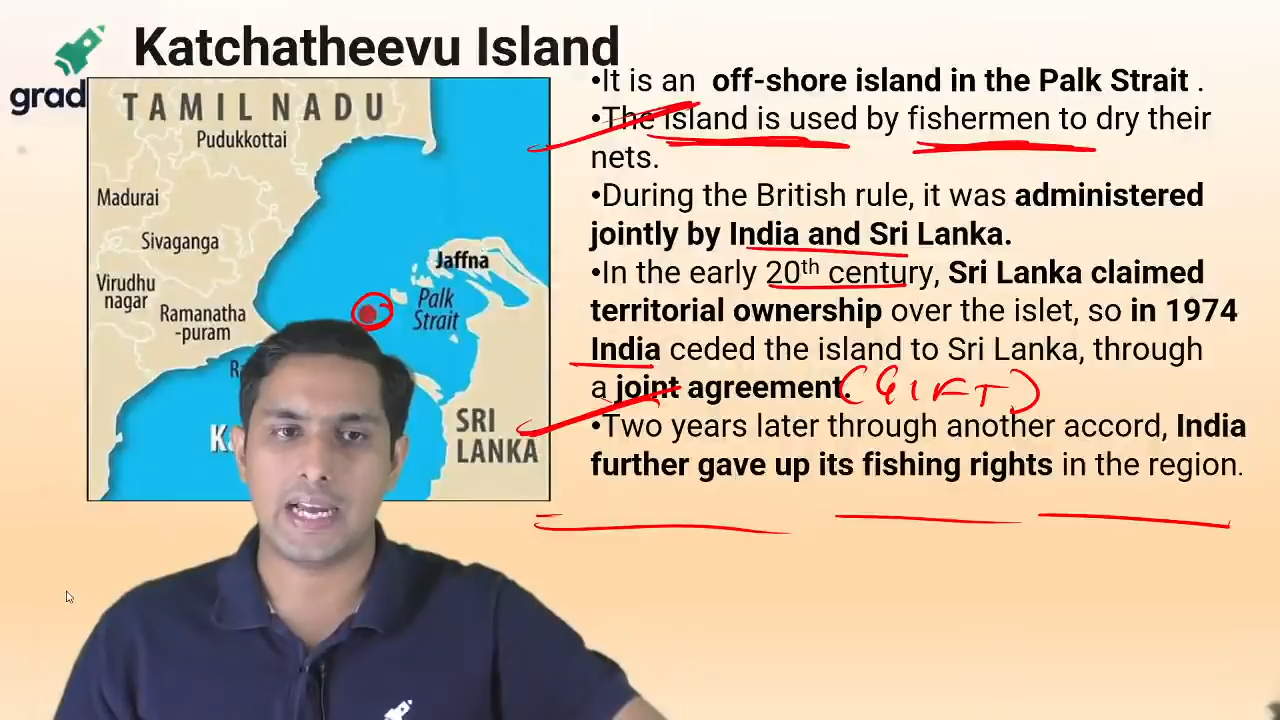 Katchatheevu Island
grad
TAMIL NADU
Pudukkottai
Madurai
Sivaganga
Virudhu
nagar
Ramanatha
-puram
Jaffna
Palk
Strait
SRI
LANKA
•It is an off-shore island in the Palk Strait .
•The island is used by fishermen to dry their
nets.
•During the British rule, it was administered
jointly by India and Sri Lanka.
•In the early 20th century, Sri Lanka claimed
territorial ownership over the islet, so in 1974
India ceded the island to Sri Lanka, through
a joint agreement. (GIFT)
•Two years later through another accord, India
further gave up its fishing rights in the region.